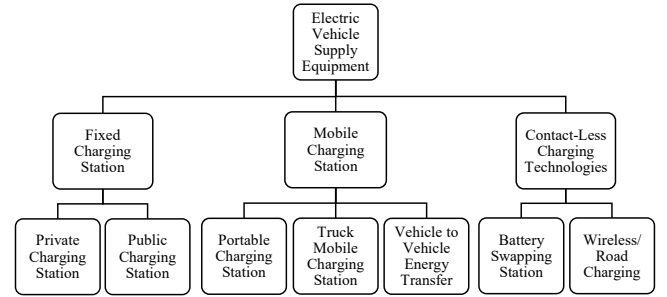 Electric
Vehicle
Supply
Equipment
Fixed
Charging
Station
Mobile
Charging
Station
Contact-Less
Charging
Technologies
Private
Charging
Station
Public
Charging
Station
Portable
Charging
Station
Truck
Mobile
Charging
Station
Vehicle to
Vehicle
Energy
Transfer
Battery
Swapping
Station
Wireless/
Road
Charging